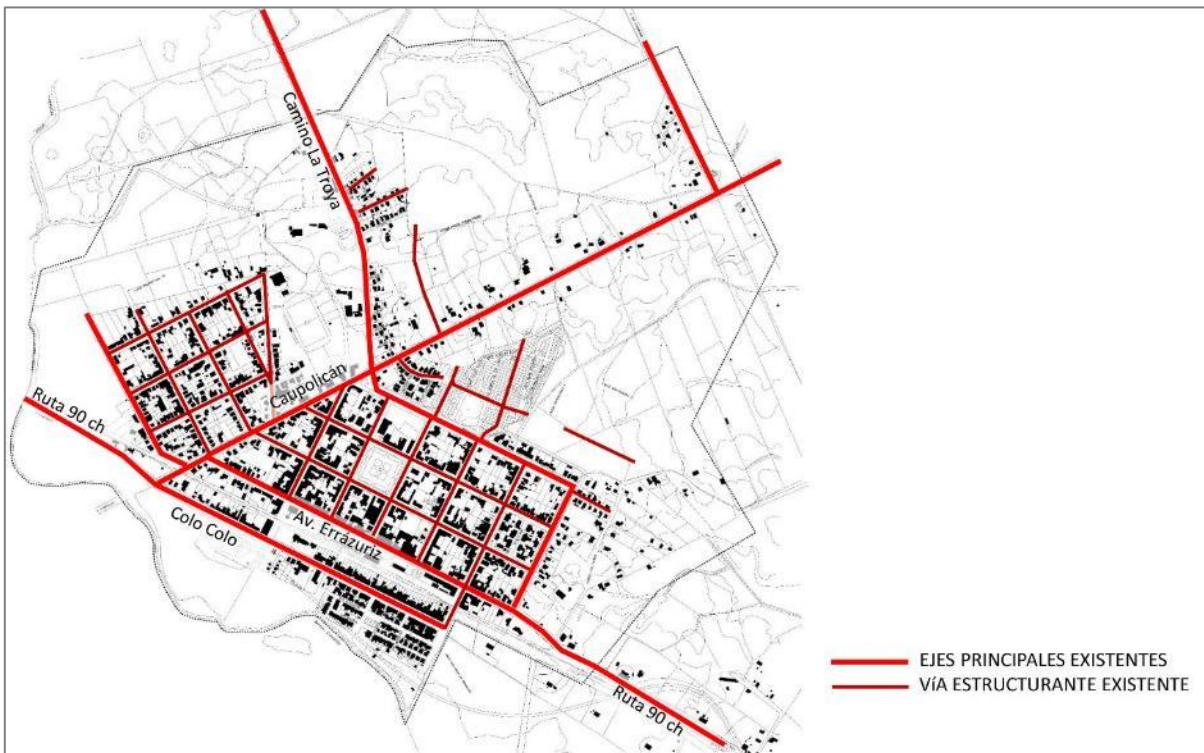 Camino La Troya
Ruta 90 ch
Caupolicán
Colo Colo
Av. Errázuriz
Ruta 90 ch
EJES PRINCIPALES EXISTENTES
VíA ESTRUCTURANTE EXISTENTE